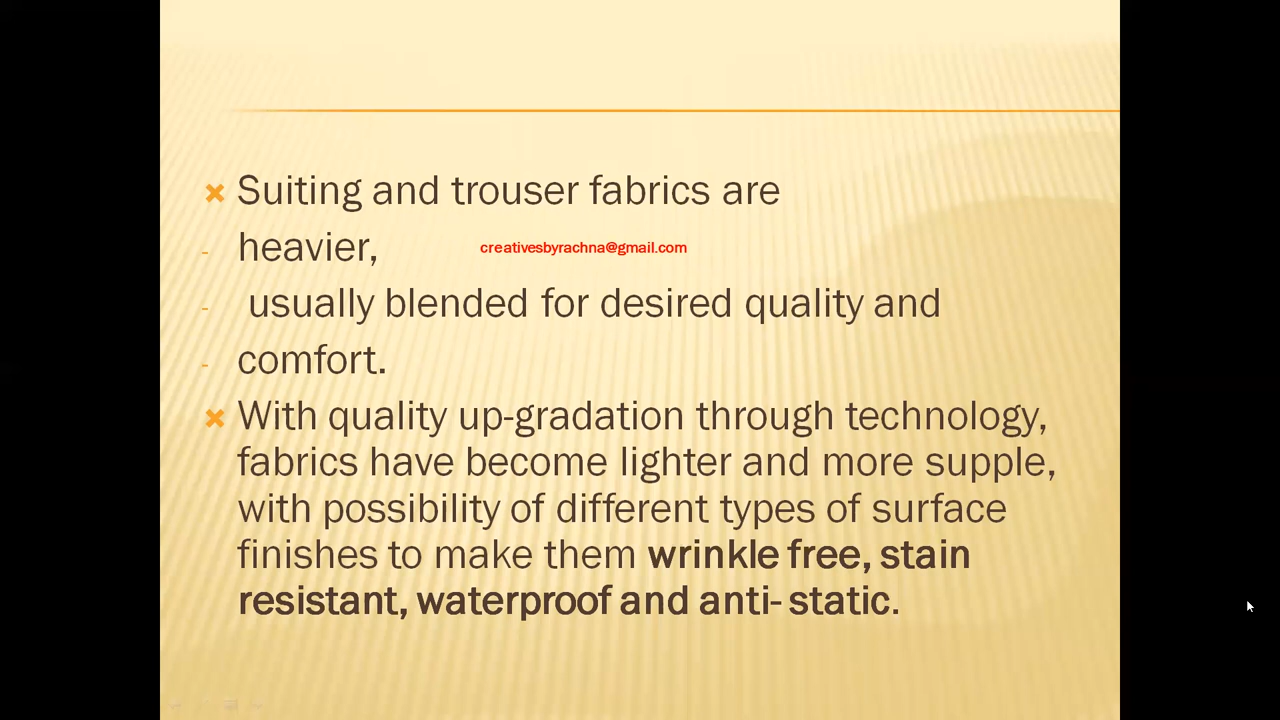 Suiting and trouser fabrics are
- heavier,
creativesbyrachna@gmail.com
- usually blended for desired quality and
- comfort.
With quality up-gradation through technology,
fabrics have become lighter and more supple,
with possibility of different types of surface
finishes to make them wrinkle free, stain
resistant, waterproof and anti- static.